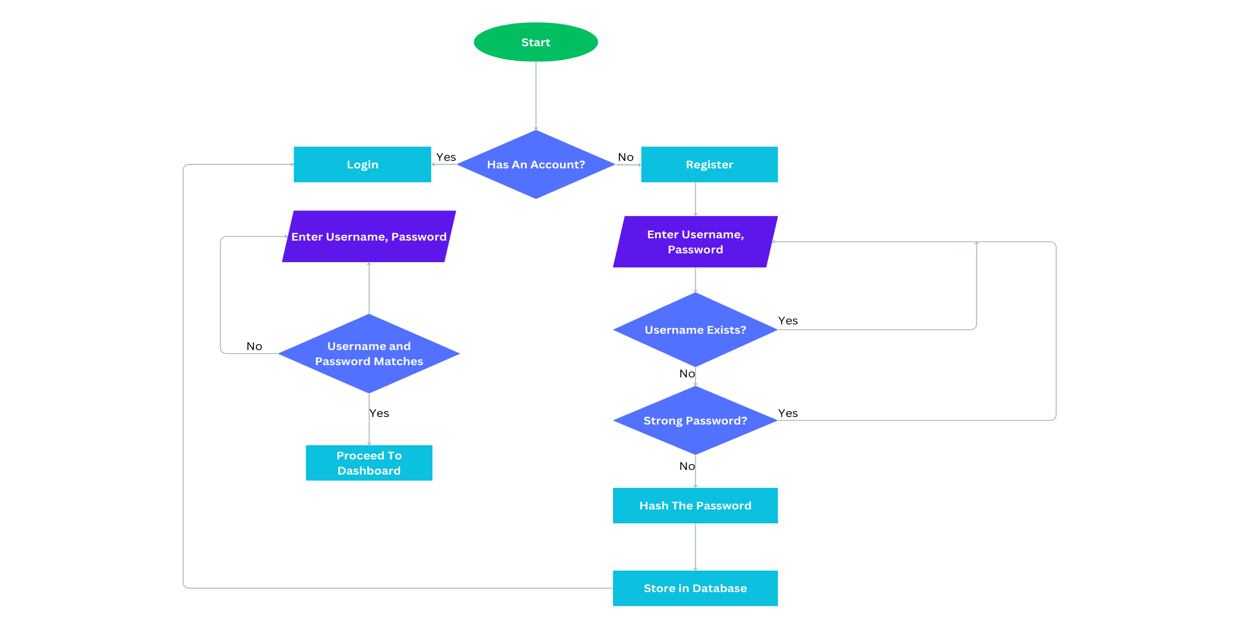 Start
Login
Yes
Has An Account?
No
Register
Enter Username, Password
Enter Username,
Password
Username Exists?
Yes
No
Username and
Password Matches
No
Yes
Strong Password?
Yes
No
Proceed To
Dashboard
Hash The Password
Store in Database